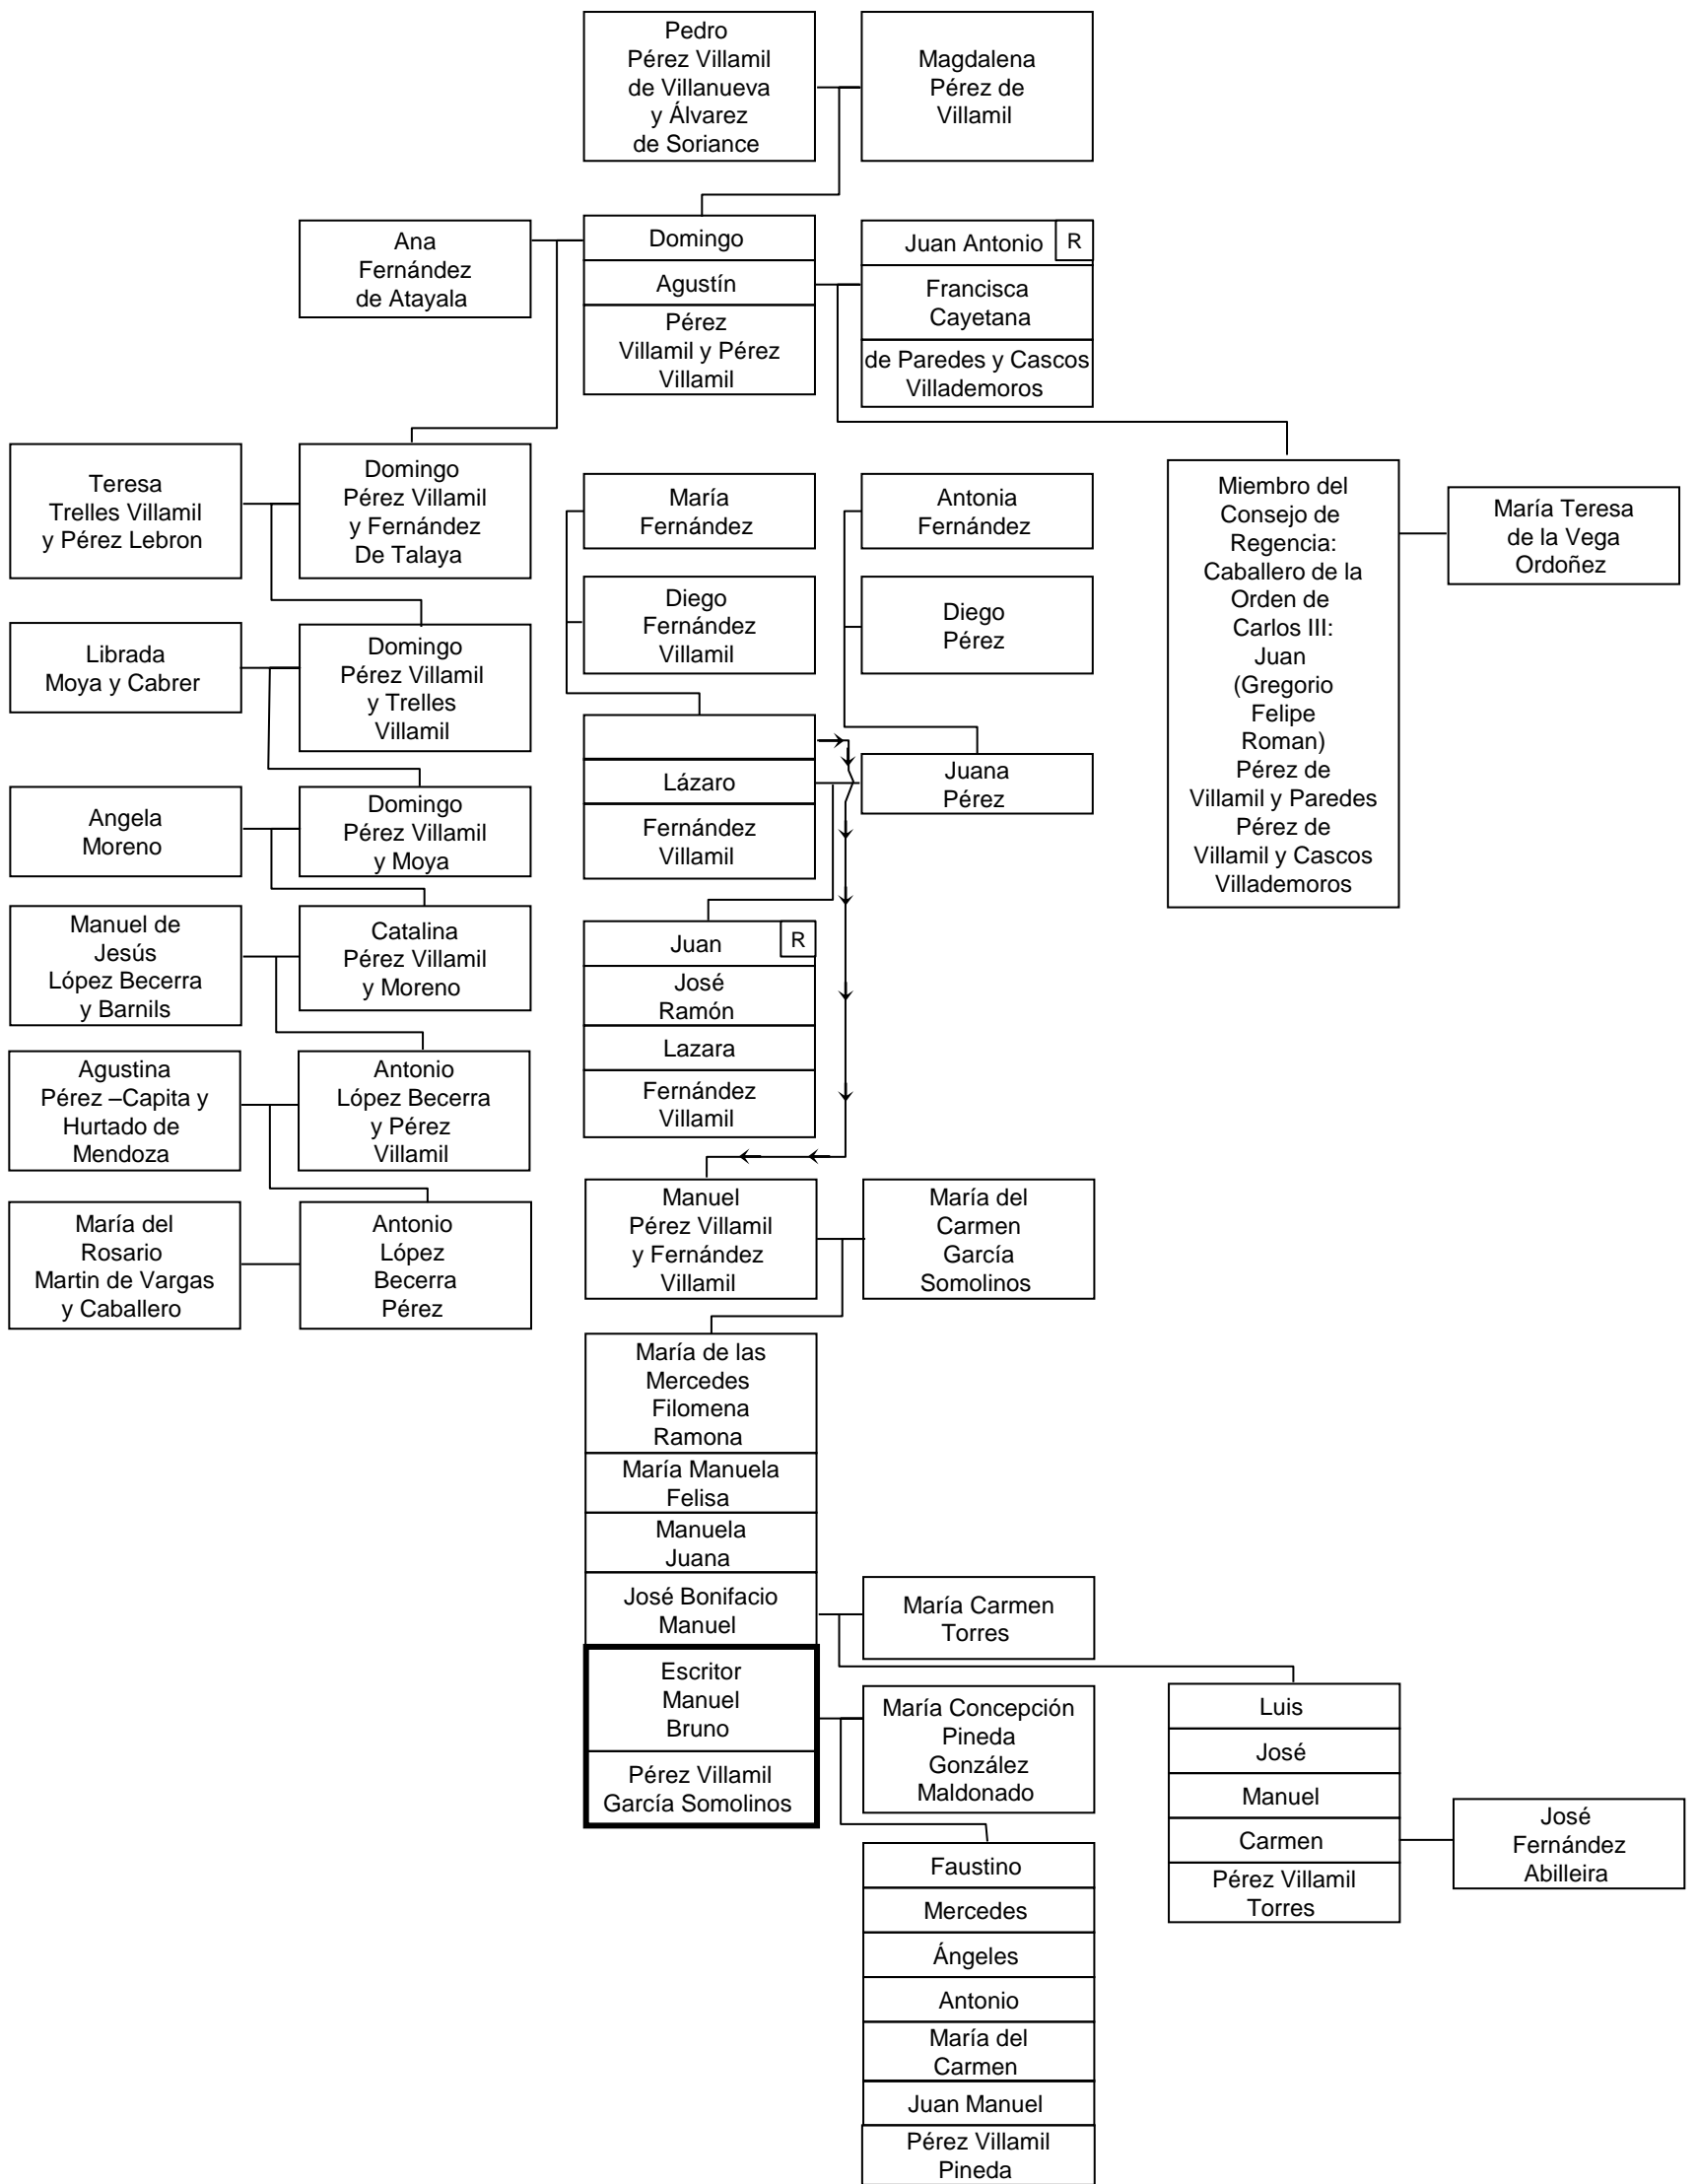 Pedro
Pérez Villamil
de Villanueva
y Álvarez
de Soriance
Magdalena
Pérez de
Villamil
Ana
Fernández
de Atayala
Domingo
Agustín
Pérez
Villamil y Pérez
Villamil
Juan Antonio
R
Francisca
Cayetana
de Paredes y Cascos
Villademoros
Teresa
Trelles Villamil
y Pérez Lebron
Domingo
Pérez Villamil
y Fernández
De Talaya
María
Fernández
Antonia
Fernández
Miembro del
Consejo de
Regencia:
Caballero de la
Orden de
Carlos III:
Juan
(Gregorio
Felipe
Roman)
Pérez de
Villamil y Paredes
Pérez de
Villamil y Cascos
Villademoros
María Teresa
de la Vega
Ordoñez
Diego
Fernández
Villamil
Diego
Pérez
Librada
Moya y Cabrer
Domingo
Pérez Villamil
y Trelles
Villamil
Lázaro
Fernández
Villamil
Juana
Pérez
Angela
Moreno
Domingo
Pérez Villamil
y Moya
Manuel de
Jesús
López Becerra
y Barnils
Catalina
Pérez Villamil
y Moreno
Juan
R
José
Ramón
Lazara
Fernández
Villamil
Agustina
Pérez –Capita y
Hurtado de
Mendoza
Antonio
López Becerra
y Pérez
Villamil
María del
Rosario
Martin de Vargas
y Caballero
Antonio
López
Becerra
Pérez
Manuel
Pérez Villamil
y Fernández
Villamil
María del
Carmen
García
Somolinos
María de las
Mercedes
Filomena
Ramona
María Manuela
Felisa
Manuela
Juana
José Bonifacio
Manuel
María Carmen
Torres
Escritor
Manuel
Bruno
Pérez Villamil
García Somolinos
María Concepción
Pineda
González
Maldonado
Luis
José
Manuel
Carmen
Pérez Villamil
Torres
José
Fernández
Abilleira
Faustino
Mercedes
Ángeles
Antonio
María del
Carmen
Juan Manuel
Pérez Villamil
Pineda